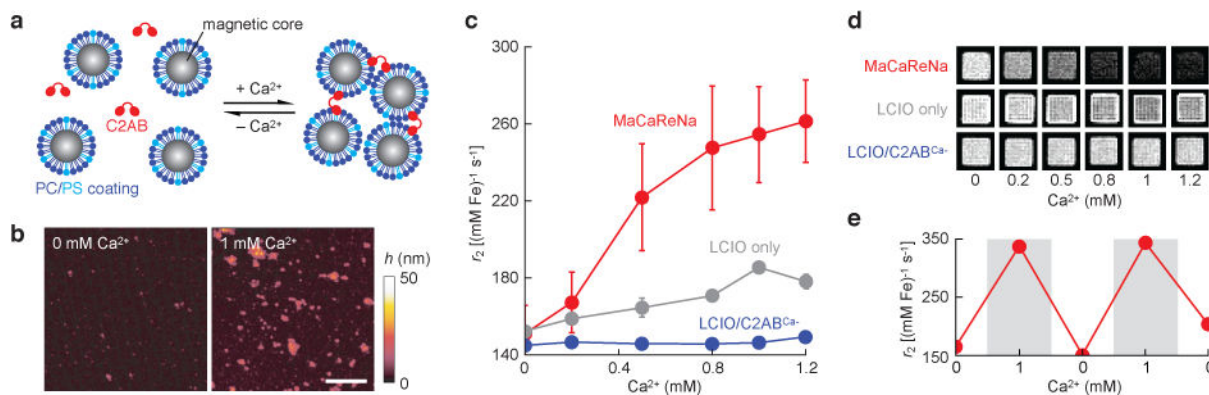 a
magnetic core
+ Ca²⁺
– Ca²⁺
C2AB
PC/PS coating
b
0 mM Ca²⁺
1 mM Ca²⁺
h (nm)
50
0
c
300
260
220
180
140
r₂ [(mM Fe)⁻¹ s⁻¹]
MaCaReNa
LCIO only
LCIO/C2ABᶜᵃ⁻
0
0.4
0.8
1.2
Ca²⁺ (mM)
d
MaCaReNa
LCIO only
LCIO/C2ABᶜᵃ⁻
0 0.2 0.5 0.8 1 1.2
Ca²⁺ (mM)
e
350
250
150
r₂ [(mM Fe)⁻¹ s⁻¹]
0 1 0 1 0
Ca²⁺ (mM)